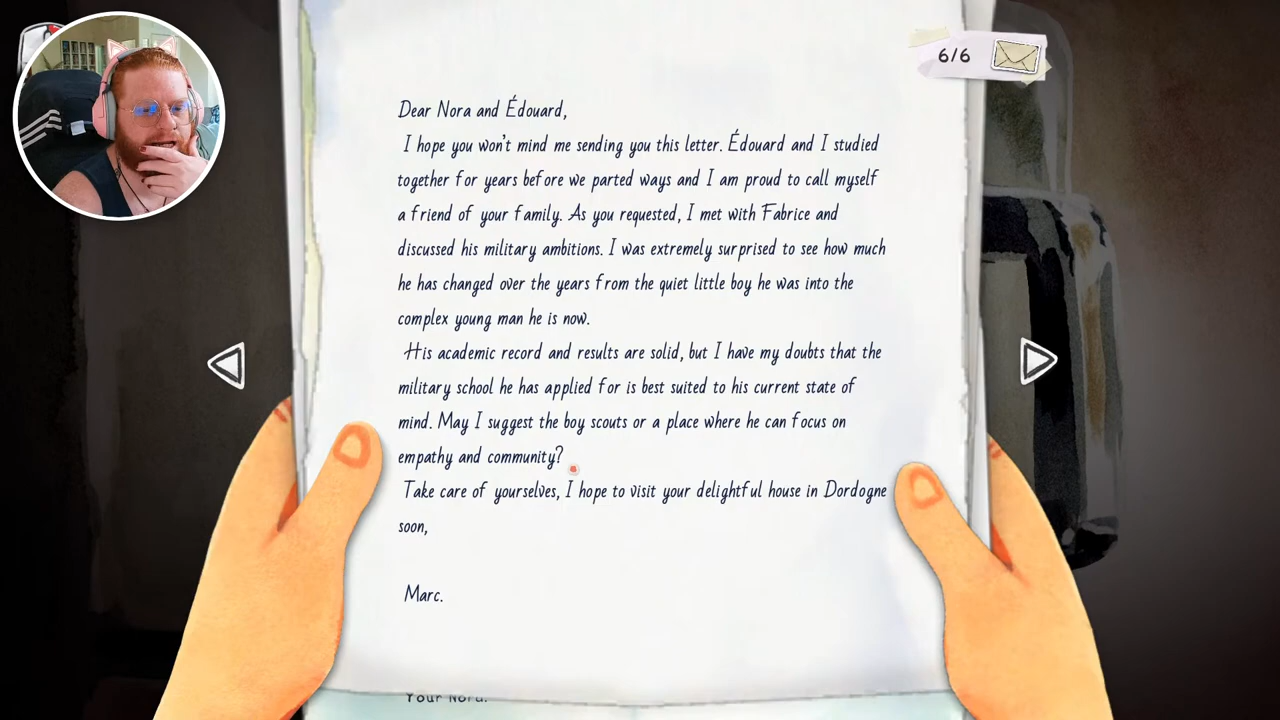 6/6
Dear Nora and Édouard,
I hope you won't mind me sending you this letter. Édouard and I studied
together for years before we parted ways and I am proud to call myself
a friend of your family. As you requested, I met with Fabrice and
discussed his military ambitions. I was extremely surprised to see how much
he has changed over the years from the quiet little boy he was into the
complex young man he is now.
His academic record and results are solid, but I have my doubts that the
military school he has applied for is best suited to his current state of
mind. May I suggest the boy scouts or a place where he can focus on
empathy and community?
Take care of yourselves, I hope to visit your delightful house in Dordogne
soon,
Marc.
Your Nora.